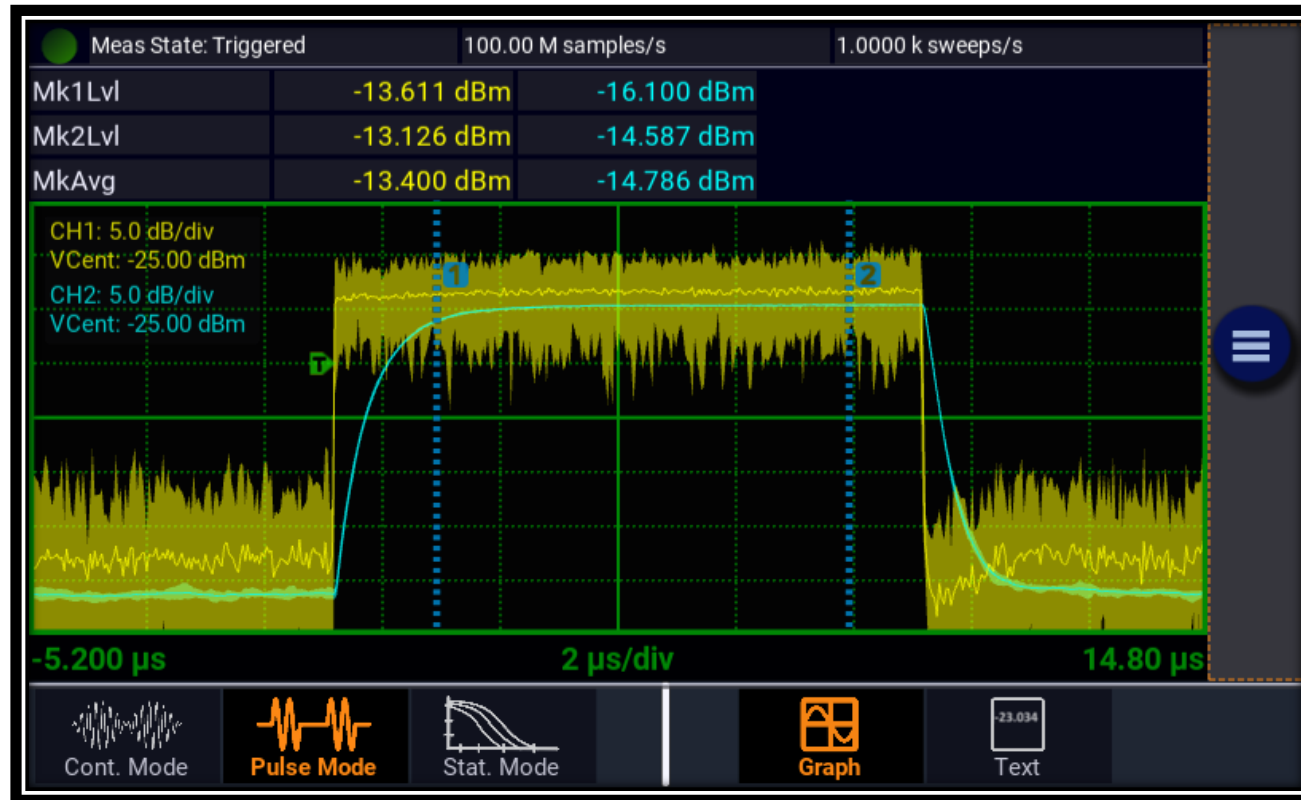 Meas State: Triggered 100.00 M samples/s 1.0000 k sweeps/s
Mk1Lvl -13.611 dBm -16.100 dBm
Mk2Lvl -13.126 dBm -14.587 dBm
MkAvg -13.400 dBm -14.786 dBm
CH1: 5.0 dB/div
VCent: -25.00 dBm
CH2: 5.0 dB/div
VCent: -25.00 dBm
1 2
T
-5.200 µs 2 µs/div 14.80 µs
-23.034
Cont. Mode Pulse Mode Stat. Mode Graph Text